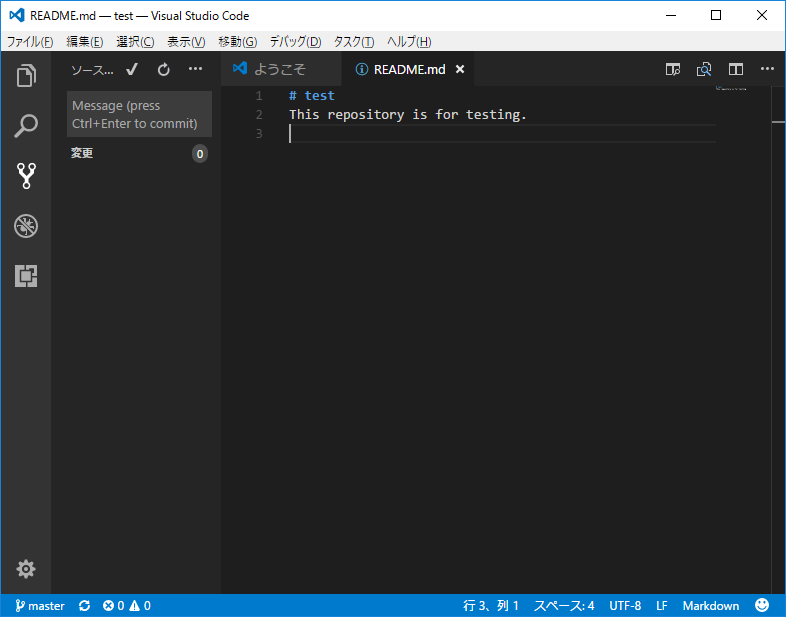 README.md — test — Visual Studio Code
ファイル(F) 編集(E) 選択(C) 表示(V) 移動(G) デバッグ(D) タスク(T) ヘルプ(H)
ソース... ようこそ README.md
Message (press
Ctrl+Enter to commit)
変更 0
1 # test
2 This repository is for testing.
3
master 0 0 行 3、列 1 スペース: 4 UTF-8 LF Markdown